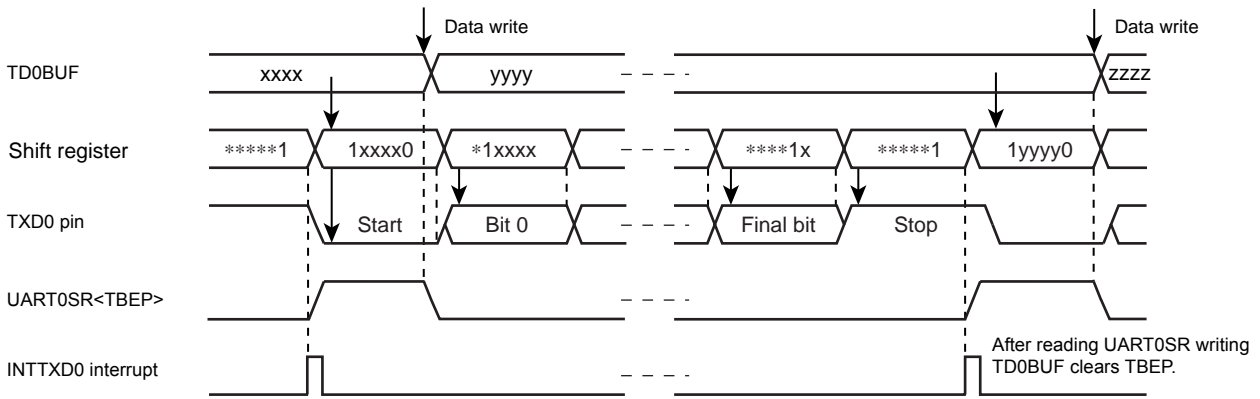 Data write
Data write
TD0BUF
xxxx
yyyy
zzzz
Shift register
*****1
1xxxx0
*1xxxx
****1x
*****1
1yyyy0
TXD0 pin
Start
Bit 0
Final bit
Stop
UART0SR<TBEP>
INTTXD0 interrupt
After reading UART0SR writing
TD0BUF clears TBEP.